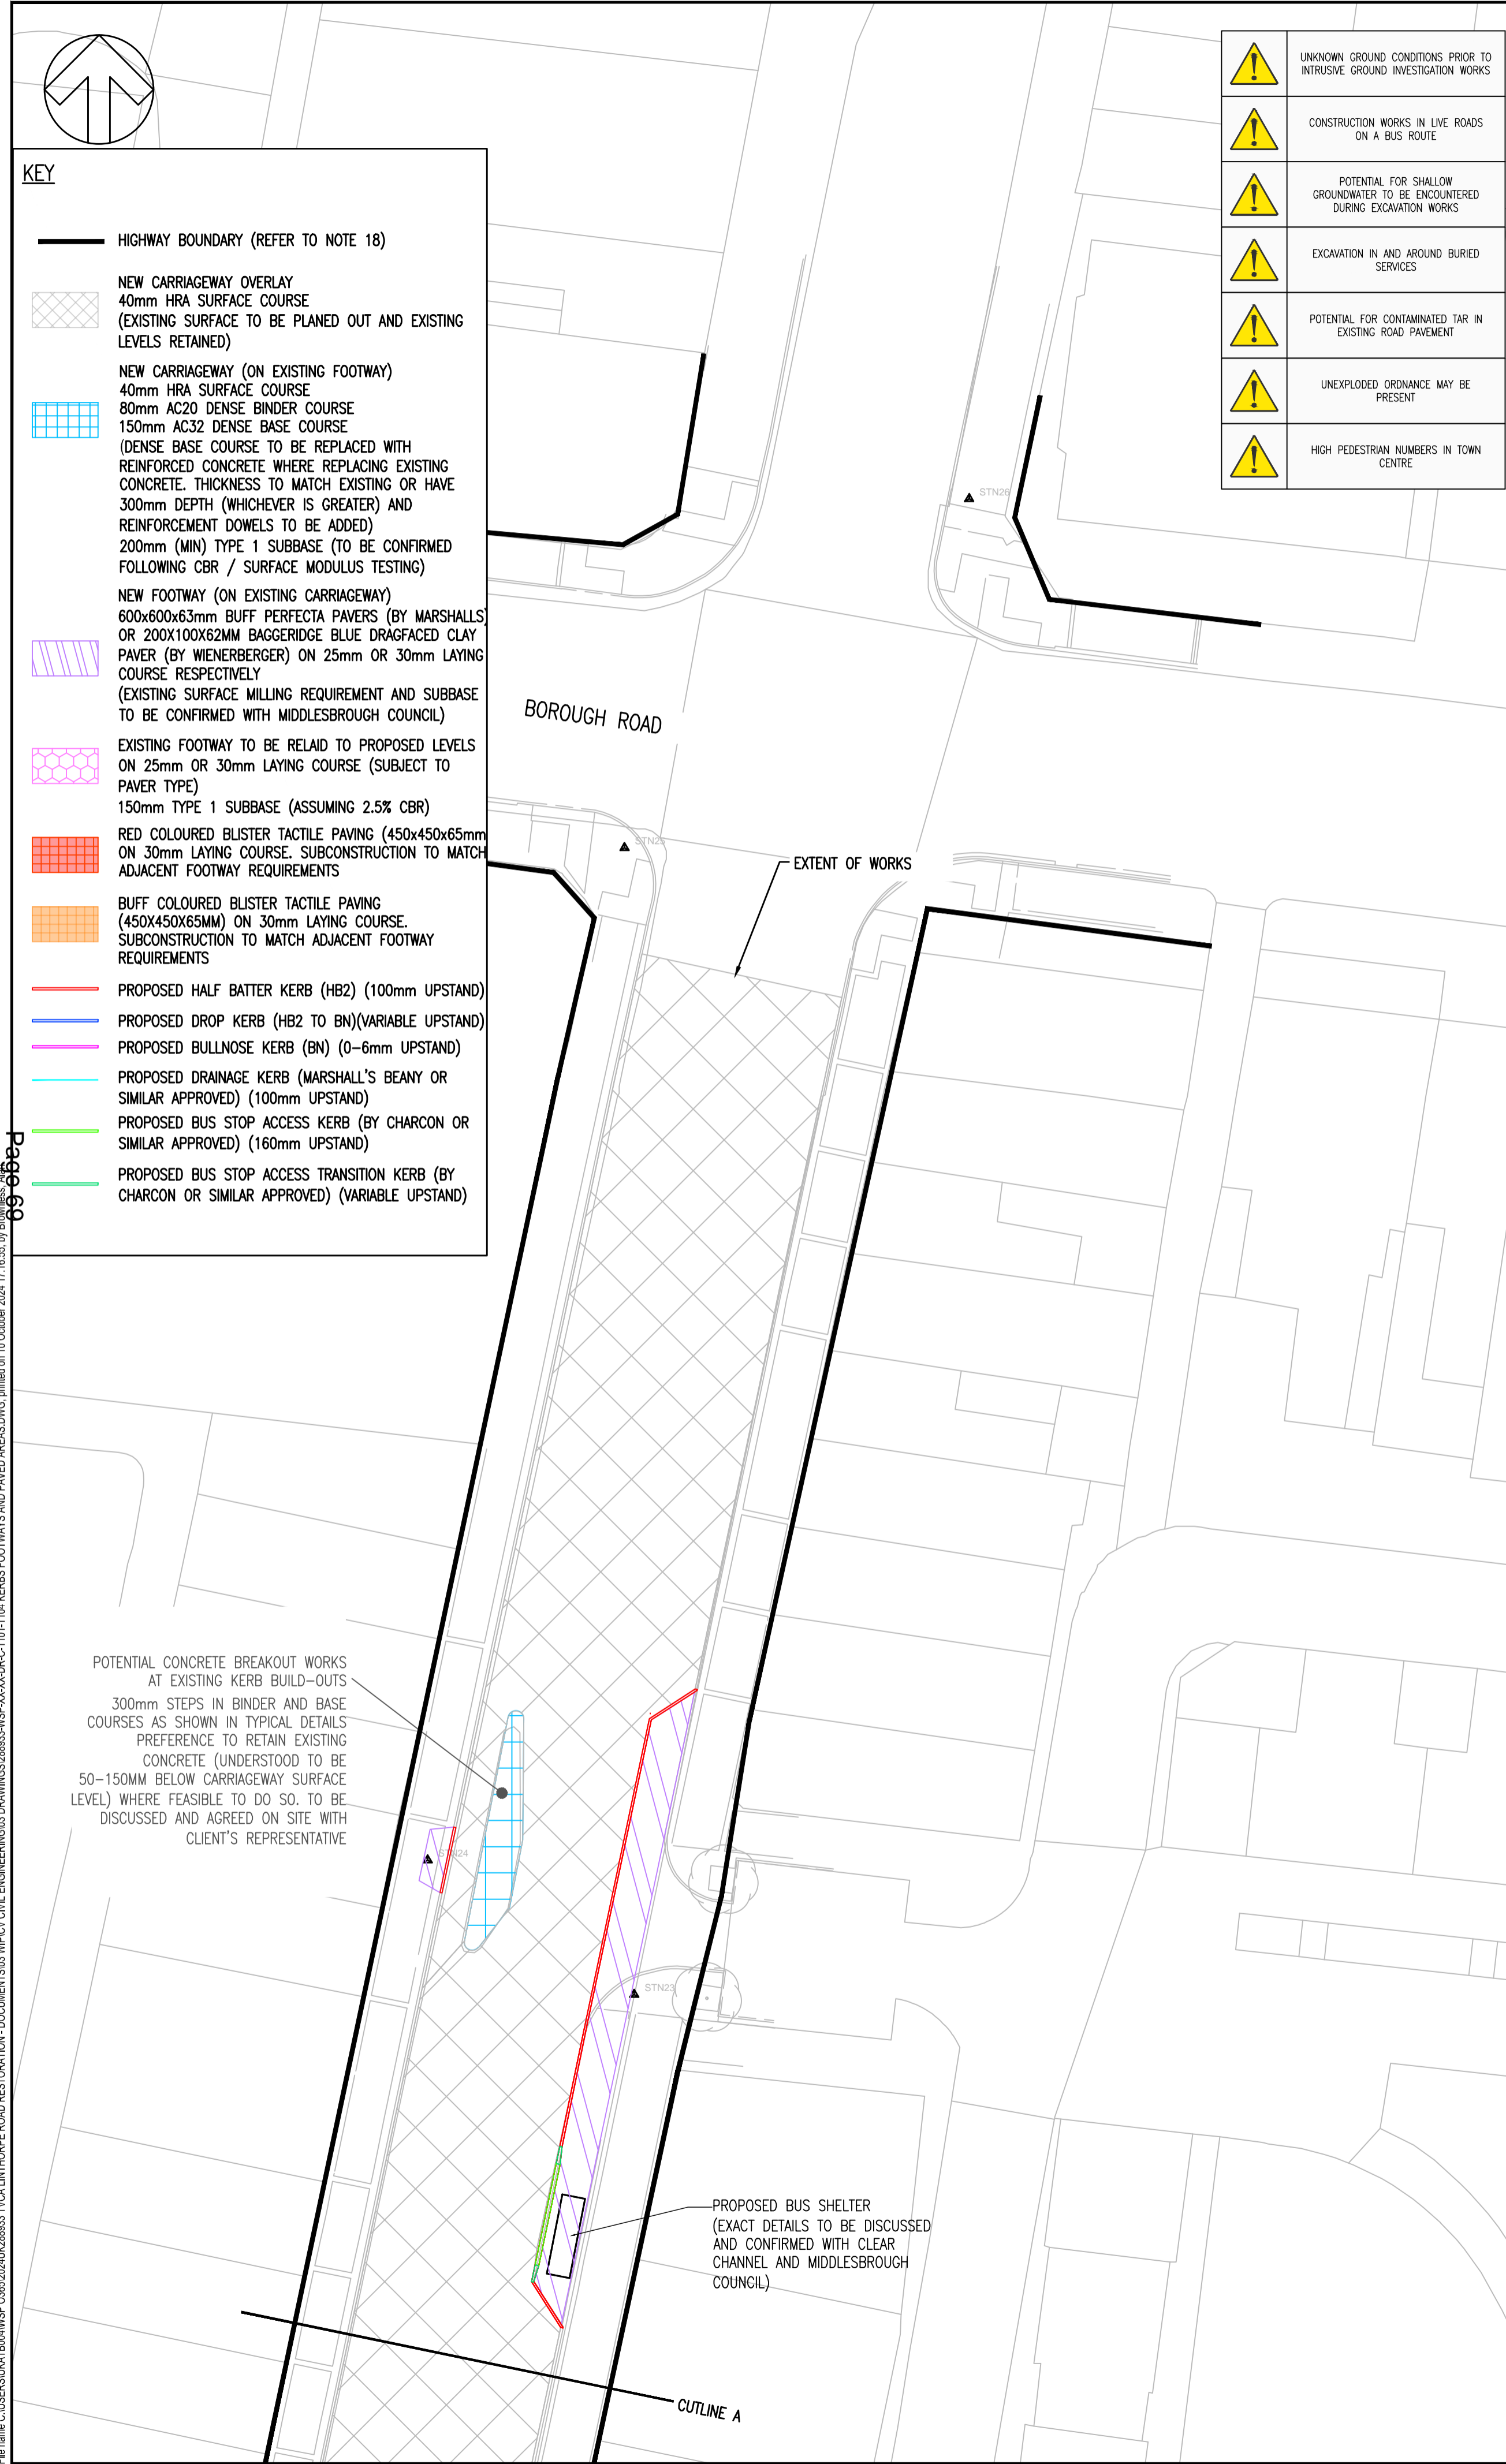 KEY
HIGHWAY BOUNDARY (REFER TO NOTE 18)
NEW CARRIAGEWAY OVERLAY
40mm HRA SURFACE COURSE
(EXISTING SURFACE TO BE PLANED OUT AND EXISTING
LEVELS RETAINED)
NEW CARRIAGEWAY (ON EXISTING FOOTWAY)
40mm HRA SURFACE COURSE
80mm AC20 DENSE BINDER COURSE
150mm AC32 DENSE BASE COURSE
(DENSE BASE COURSE TO BE REPLACED WITH
REINFORCED CONCRETE WHERE REPLACING EXISTING
CONCRETE. THICKNESS TO MATCH EXISTING OR HAVE
300mm DEPTH (WHICHEVER IS GREATER) AND
REINFORCEMENT DOWELS TO BE ADDED)
200mm (MIN) TYPE 1 SUBBASE (TO BE CONFIRMED
FOLLOWING CBR / SURFACE MODULUS TESTING)
NEW FOOTWAY (ON EXISTING CARRIAGEWAY)
600x600x63mm BUFF PERFECTA PAVERS (BY MARSHALLS)
OR 200X100X62MM BAGGERIDGE BLUE DRAGFACED CLAY
PAVER (BY WIENERBERGER) ON 25mm OR 30mm LAYING
COURSE RESPECTIVELY
(EXISTING SURFACE MILLING REQUIREMENT AND SUBBASE
TO BE CONFIRMED WITH MIDDLESBROUGH COUNCIL)
EXISTING FOOTWAY TO BE RELAID TO PROPOSED LEVELS
ON 25mm OR 30mm LAYING COURSE (SUBJECT TO
PAVER TYPE)
150mm TYPE 1 SUBBASE (ASSUMING 2.5% CBR)
RED COLOURED BLISTER TACTILE PAVING (450x450x65mm
ON 30mm LAYING COURSE. SUBCONSTRUCTION TO MATCH
ADJACENT FOOTWAY REQUIREMENTS
BUFF COLOURED BLISTER TACTILE PAVING
(450X450X65MM) ON 30mm LAYING COURSE.
SUBCONSTRUCTION TO MATCH ADJACENT FOOTWAY
REQUIREMENTS
PROPOSED HALF BATTER KERB (HB2) (100mm UPSTAND)
PROPOSED DROP KERB (HB2 TO BN)(VARIABLE UPSTAND)
PROPOSED BULLNOSE KERB (BN) (0-6mm UPSTAND)
PROPOSED DRAINAGE KERB (MARSHALL'S BEANY OR
SIMILAR APPROVED) (100mm UPSTAND)
PROPOSED BUS STOP ACCESS KERB (BY CHARCON OR
SIMILAR APPROVED) (160mm UPSTAND)
PROPOSED BUS STOP ACCESS TRANSITION KERB (BY
CHARCON OR SIMILAR APPROVED) (VARIABLE UPSTAND)
UNKNOWN GROUND CONDITIONS PRIOR TO
INTRUSIVE GROUND INVESTIGATION WORKS
CONSTRUCTION WORKS IN LIVE ROADS
ON A BUS ROUTE
POTENTIAL FOR SHALLOW
GROUNDWATER TO BE ENCOUNTERED
DURING EXCAVATION WORKS
EXCAVATION IN AND AROUND BURIED
SERVICES
POTENTIAL FOR CONTAMINATED TAR IN
EXISTING ROAD PAVEMENT
UNEXPLODED ORDNANCE MAY BE
PRESENT
HIGH PEDESTRIAN NUMBERS IN TOWN
CENTRE
STN26
BOROUGH ROAD
STN25
EXTENT OF WORKS
Page 69
POTENTIAL CONCRETE BREAKOUT WORKS
AT EXISTING KERB BUILD-OUTS
300mm STEPS IN BINDER AND BASE
COURSES AS SHOWN IN TYPICAL DETAILS
PREFERENCE TO RETAIN EXISTING
CONCRETE (UNDERSTOOD TO BE
50-150MM BELOW CARRIAGEWAY SURFACE
LEVEL) WHERE FEASIBLE TO DO SO. TO BE
DISCUSSED AND AGREED ON SITE WITH
CLIENT'S REPRESENTATIVE
STN24
STN23
PROPOSED BUS SHELTER
(EXACT DETAILS TO BE DISCUSSED
AND CONFIRMED WITH CLEAR
CHANNEL AND MIDDLESBROUGH
COUNCIL)
CUTLINE A